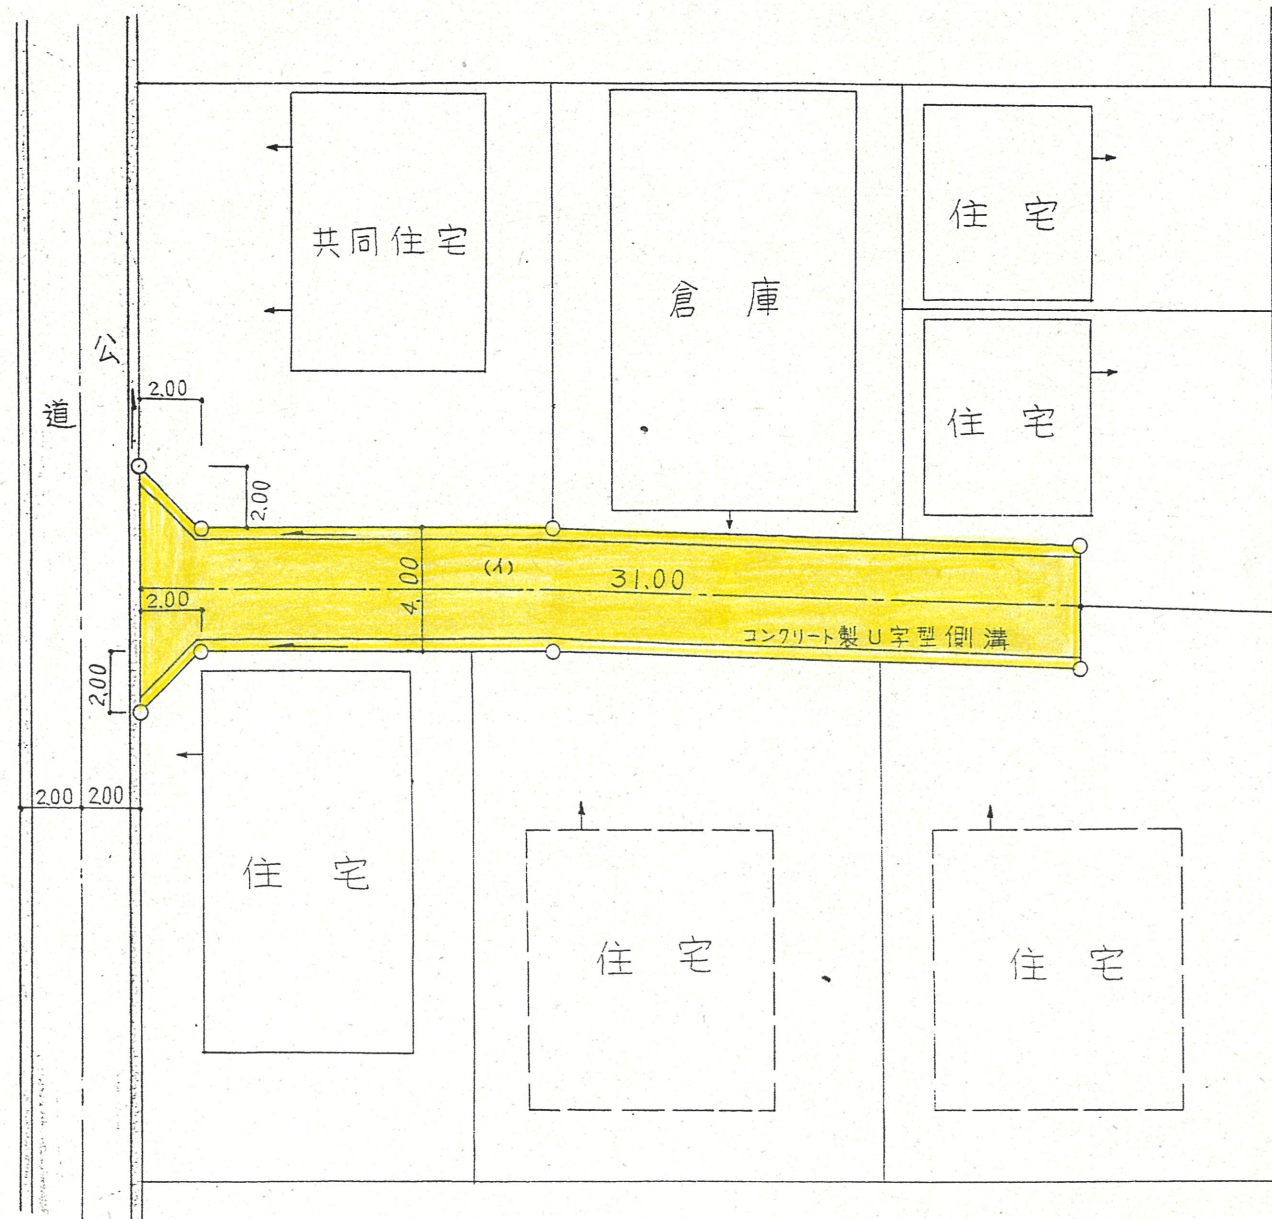 共同住宅
倉 庫
住 宅
住 宅
公
道
2.00
2.00
4.00
(イ)
31.00
2.00
コンクリート製U字型側溝
2.00
2.00
2.00
住 宅
住 宅
住 宅